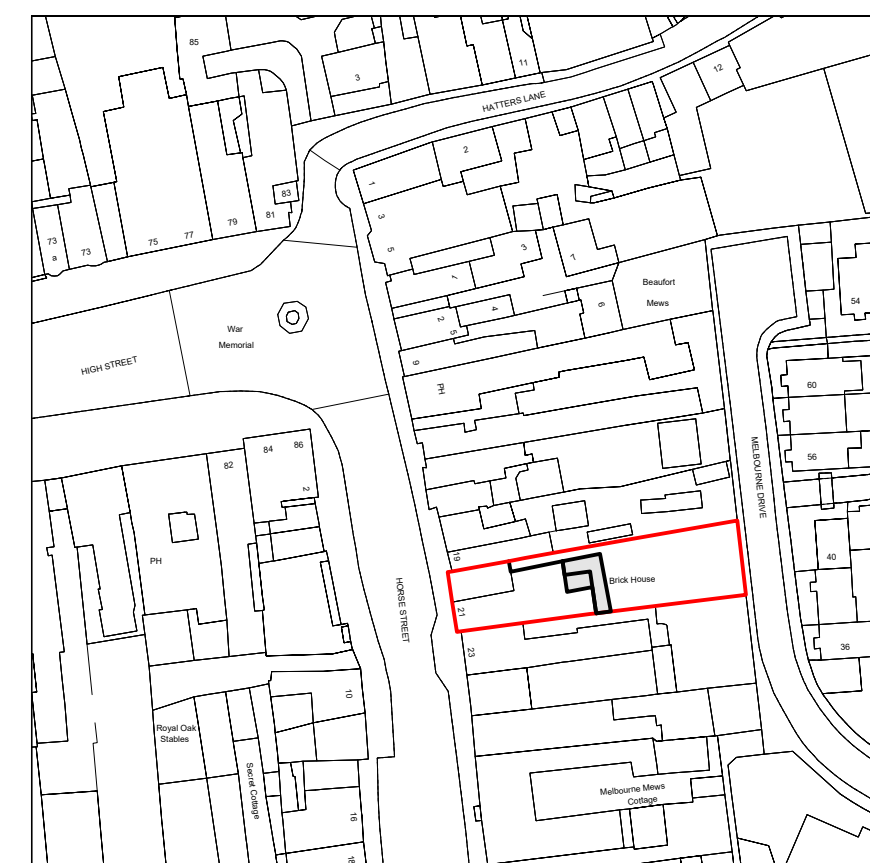 85
3
11
12
HATTERS LANE
2
1
83
81
79
77
75
73
73
a
3
5
3
7
1
Beaufort
Mews
6
4
2
5
54
War
Memorial
HIGH STREET
9
PH
60
56
MELBOURNE DRIVE
86
84
82
2
PH
40
19
Brick House
HORSE STREET
21
23
36
10
Royal Oak
Stables
Secret Cottage
Melbourne Mews
Cottage
16
18